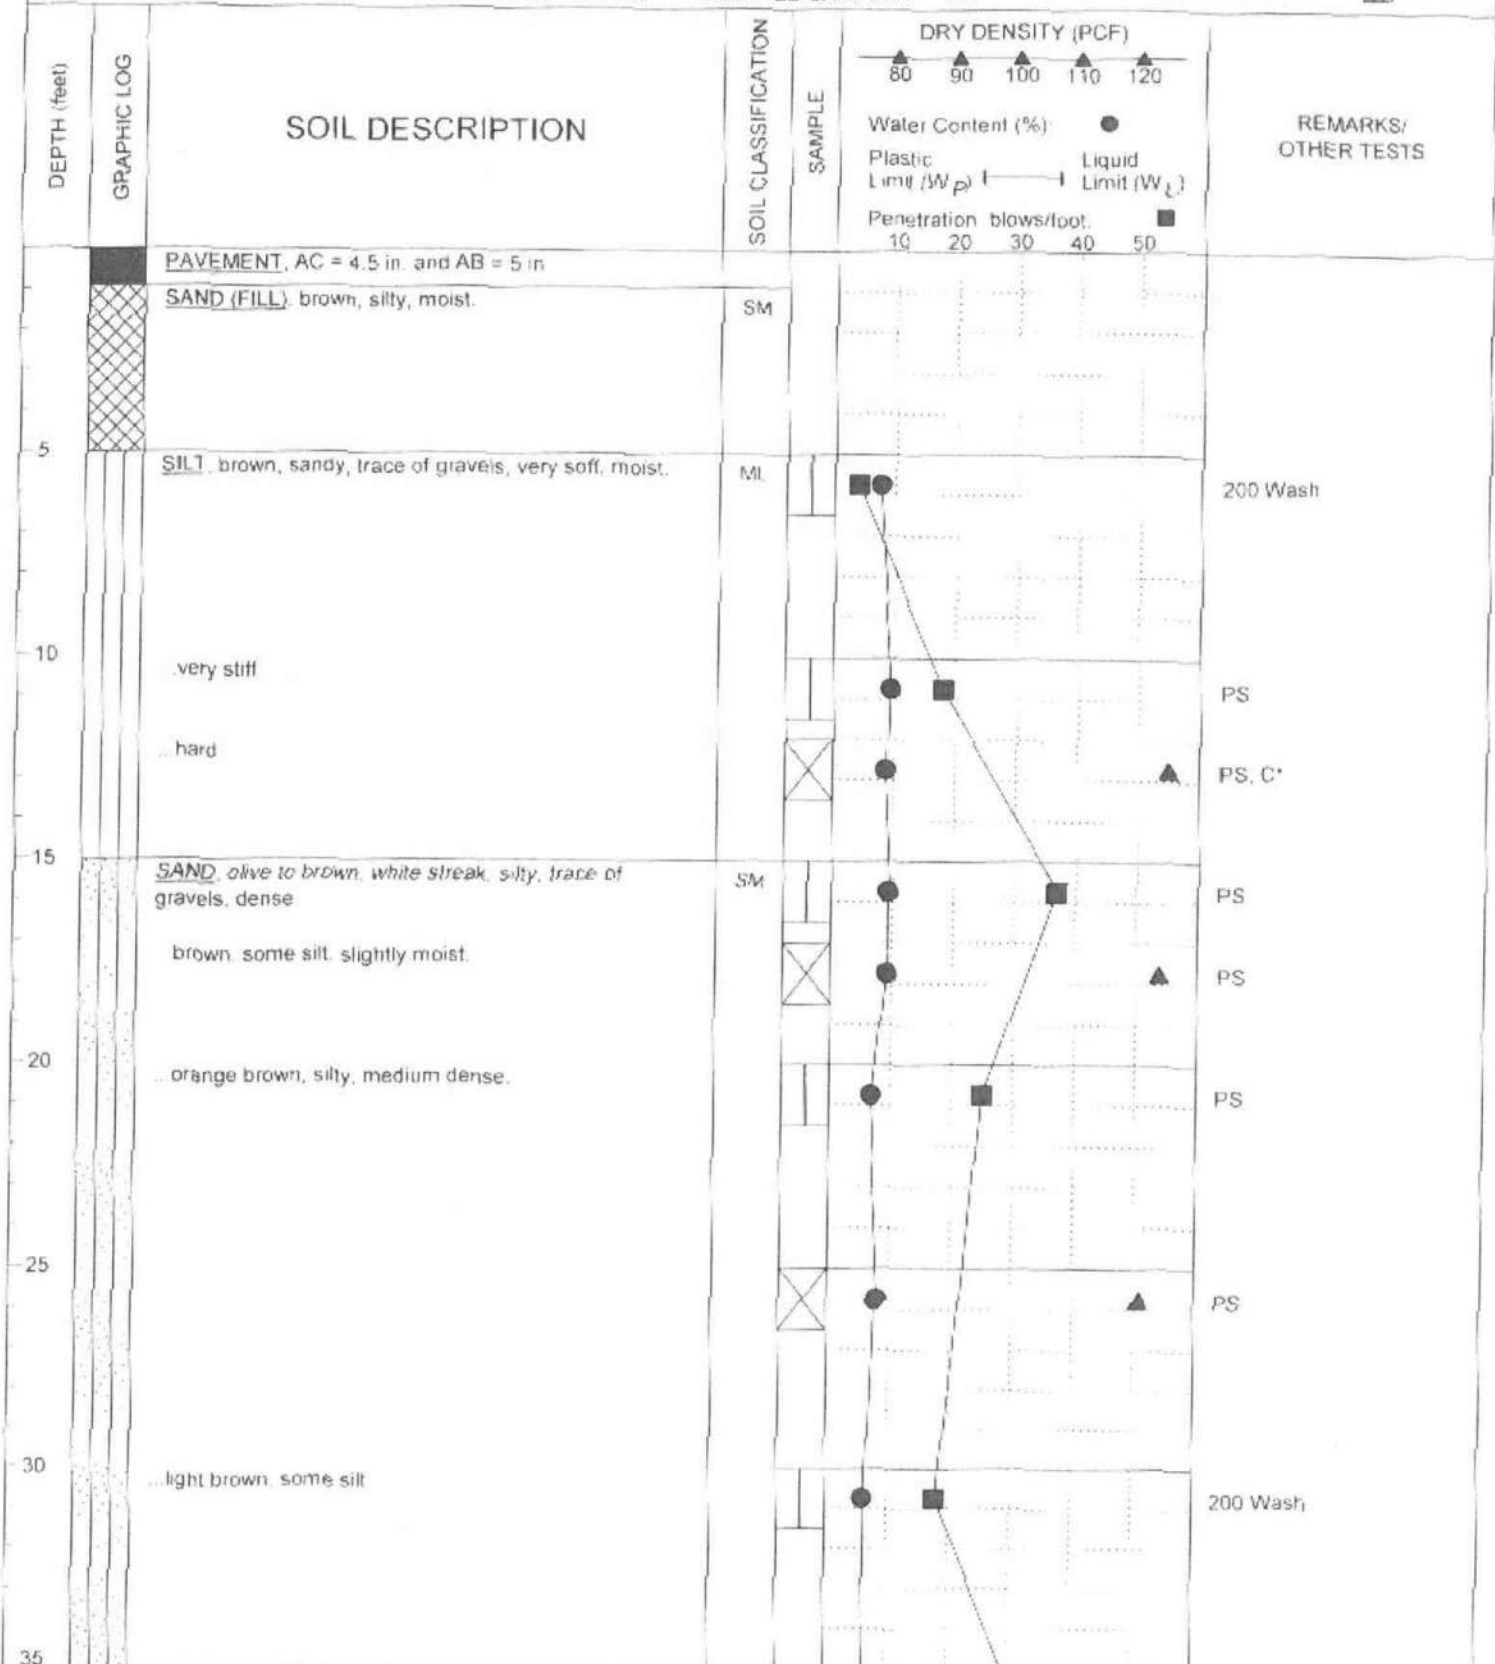 DEPTH (feet)
GRAPHIC LOG
SOIL DESCRIPTION
SOIL CLASSIFICATION
SAMPLE
DRY DENSITY (PCF)
80 90 100 110 120
Water Content (%)
Plastic Liquid
Limit (W P) Limit (W L)
Penetration blows/foot.
10 20 30 40 50
REMARKS/
OTHER TESTS
PAVEMENT, AC = 4.5 in. and AB = 5 in
SAND (FILL), brown, silty, moist.
SM
5
SILT, brown, sandy, trace of gravels, very soft, moist.
ML
200 Wash
10
..very stiff
PS
...hard
PS, C*
15
SAND, olive to brown, white streak, silty, trace of
gravels, dense
SM
PS
brown, some silt, slightly moist.
PS
20
...orange brown, silty, medium dense.
PS
25
PS
30
...light brown, some silt
200 Wash
35